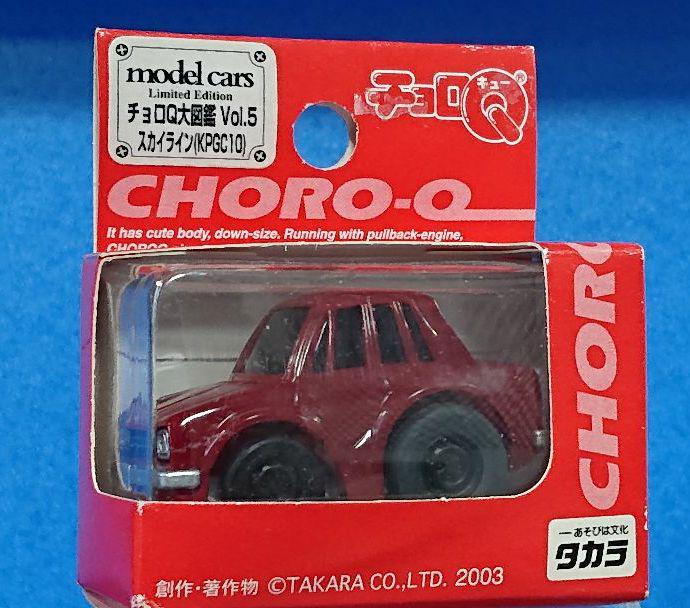 model cars
Limited Edition
チョロQ大図鑑 Vol.5
スカイライン(KPGC10)
チョロQ
キュー
®
CHORO-Q
It has cute body, down-size. Running with pullback-engine,
CHOROQ
CHORO
あそびは文化
タカラ
創作・著作物 ©TAKARA CO.,LTD. 2003